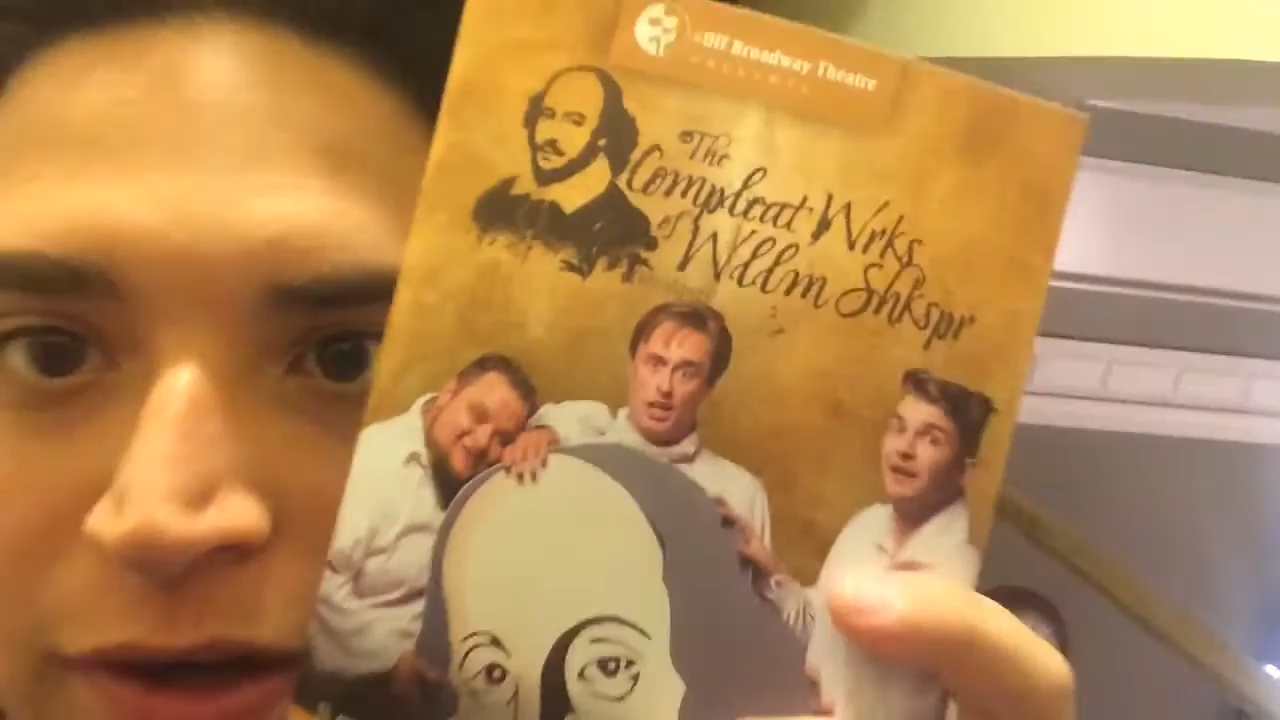 Off Broadway Theatre
PRESENTS
The
Compleat Wrks
of Wllm Shkspr